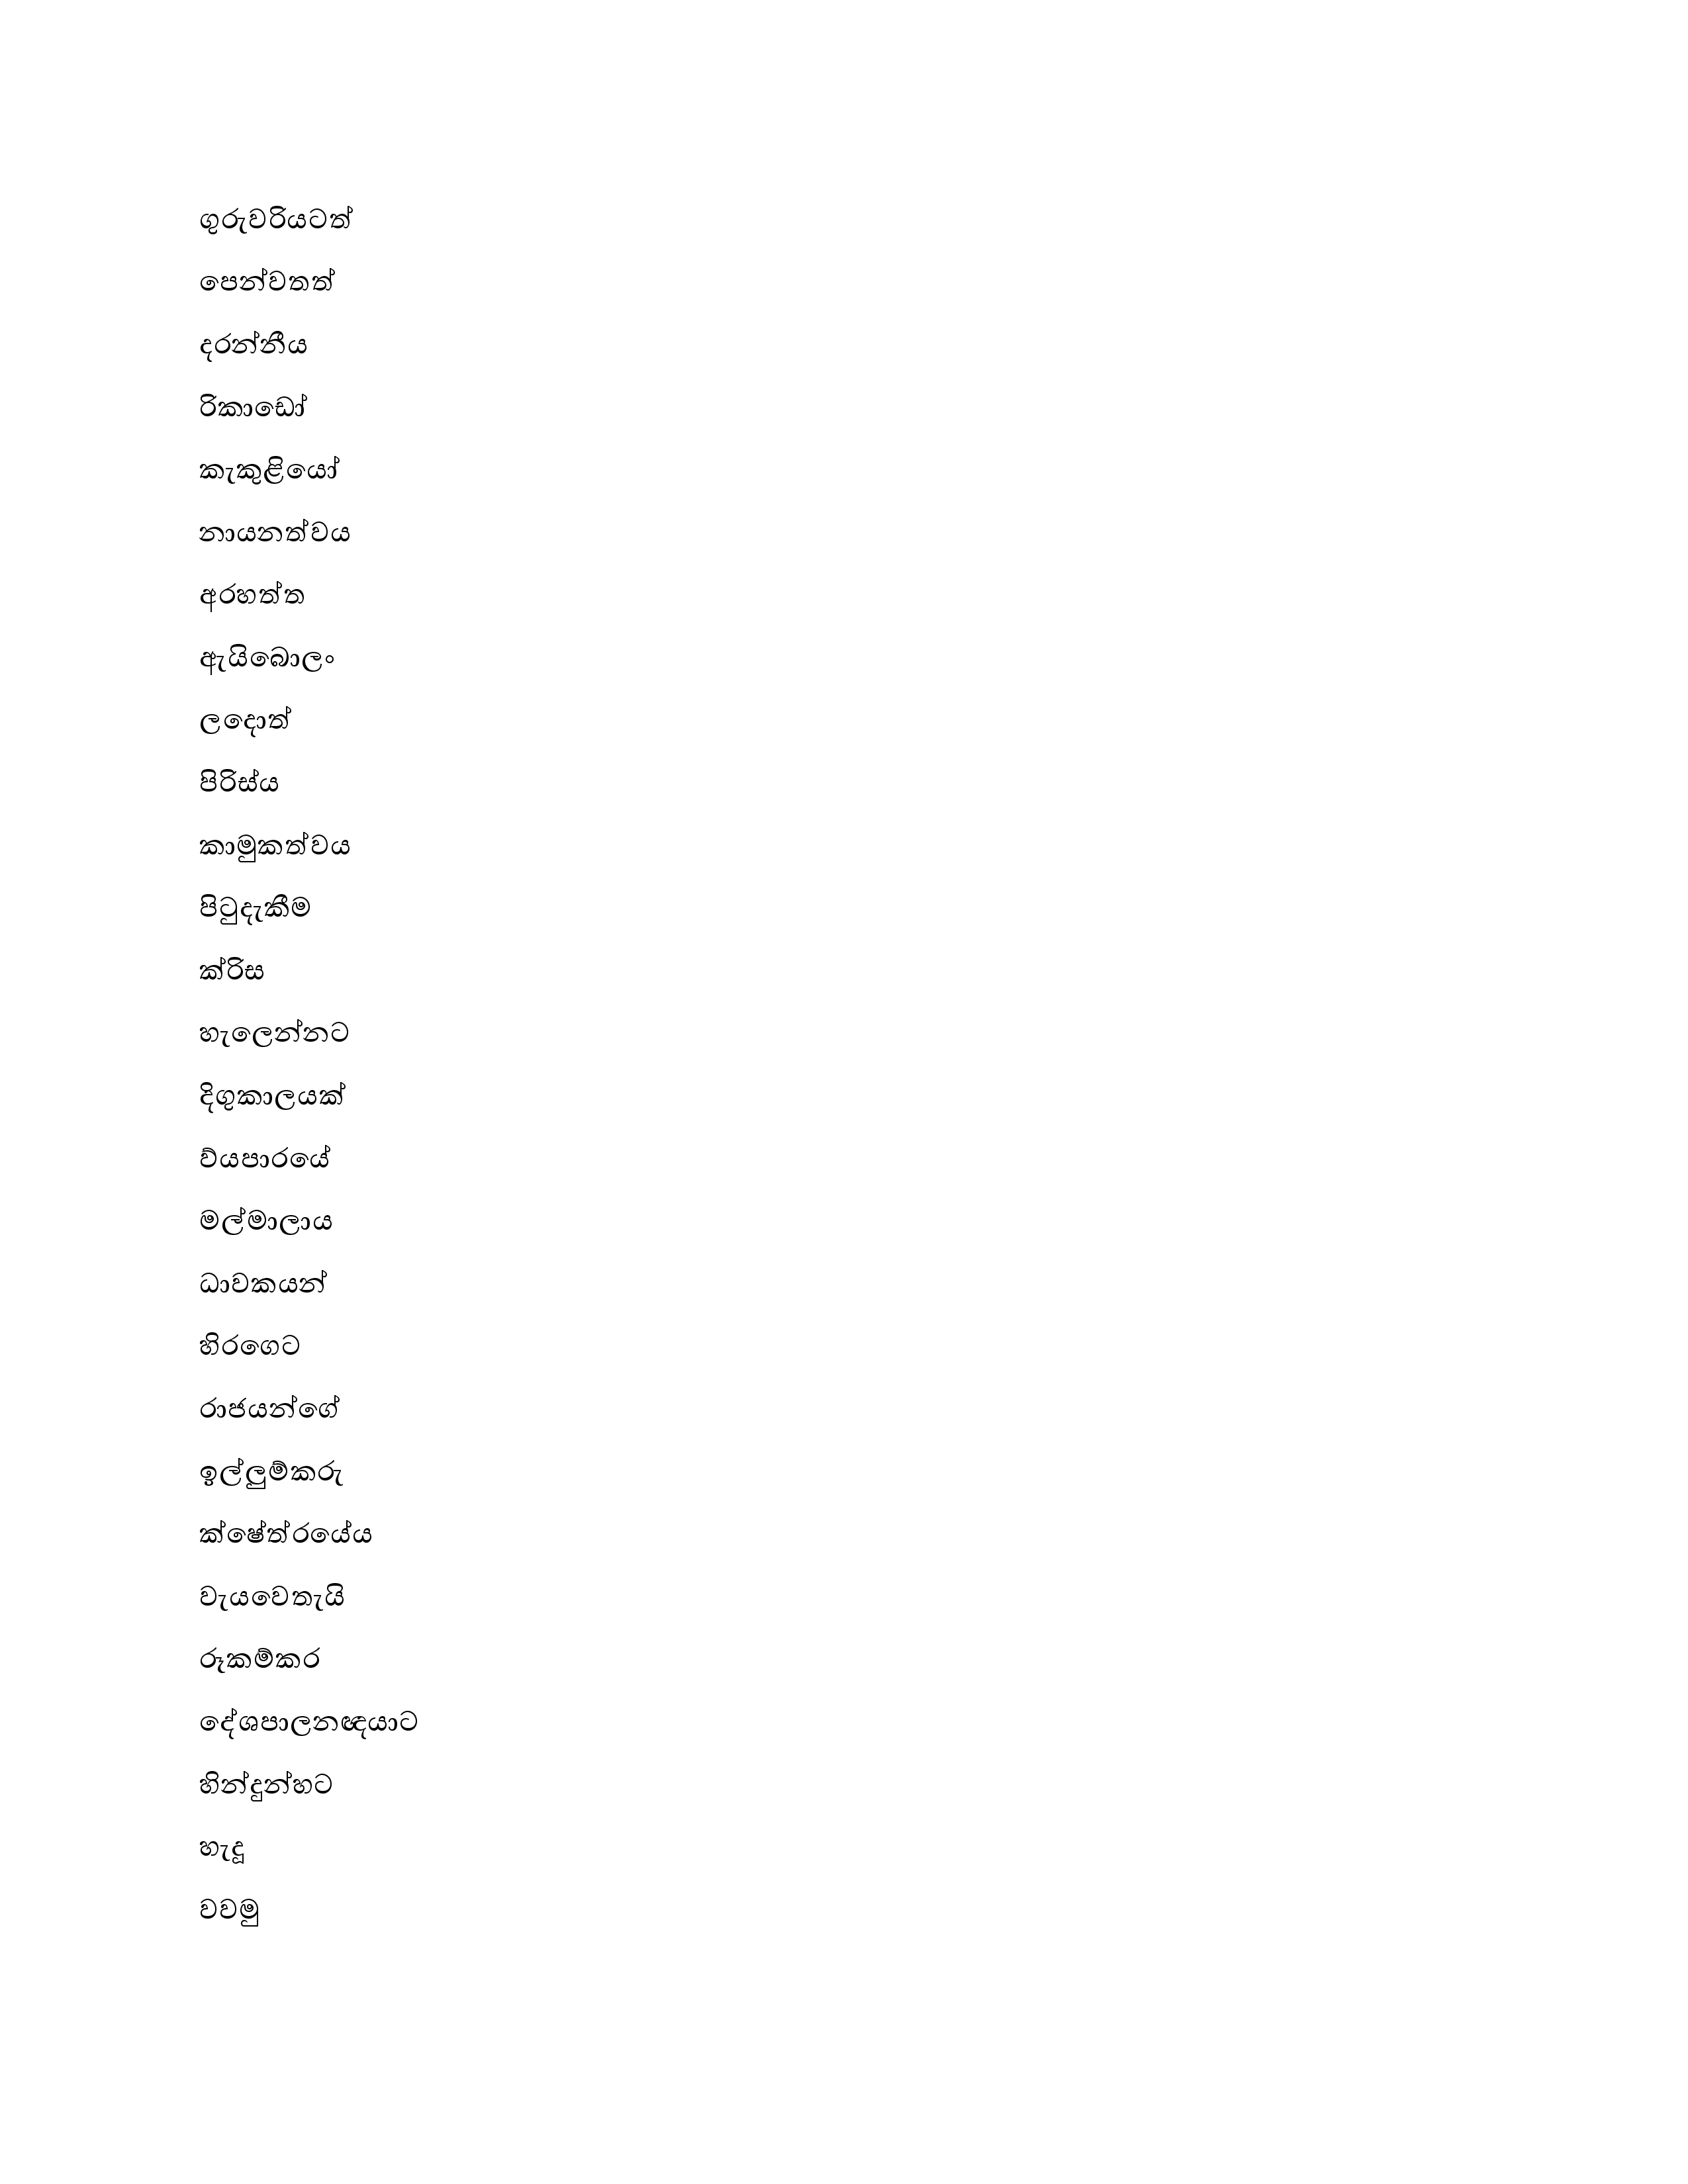 ගුරුවරියටත්
පෙන්වතත්
දරන්නීය
රිකාඩෝ
කැකුළියෝ
නායනත්වය
අරහත්ත
ඇයිබොලං
ලදොත්
පිරිස්ය
කාමුකත්වය
පිටුදැකීම
ක්රිස
හැලෙන්නට
දිගුකාලයක්
ව්යපාරයේ
මල්මාලාය
ධාවකයන්
හිරගෙට
රාජයන්ගේ
ඉල්ලුම්කරු
ක්ෂේත්රයේය
වැයවෙතැයි
රූකම්කර
දේශපාලනඥයාට
හින්දුන්හට
හැදූ
වවමු